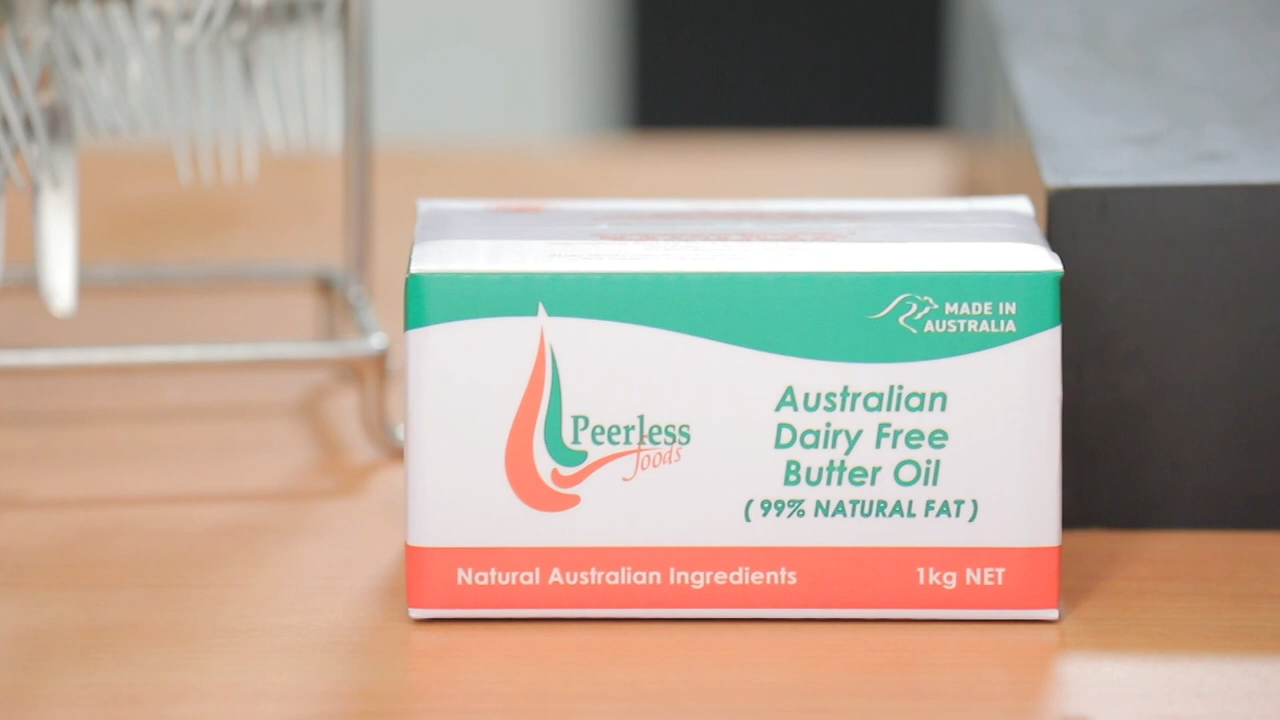 MADE IN
AUSTRALIA
Peerless
foods
Australian
Dairy Free
Butter Oil
( 99% NATURAL FAT )
Natural Australian Ingredients
1kg NET